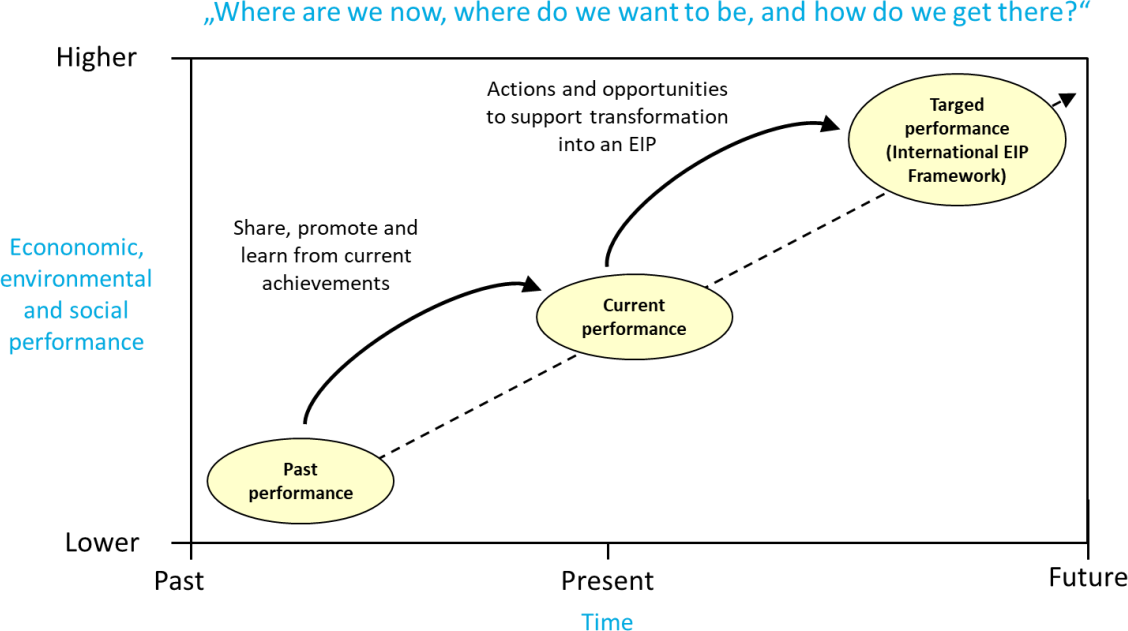 „Where are we now, where do we want to be, and how do we get there?“
Higher
Actions and opportunities
to support transformation
into an EIP
Targed
performance
(International EIP
Framework)
Share, promote and
learn from current
achievements
Econonomic,
environmental
and social
performance
Current
performance
Past
performance
Lower
Past
Present
Future
Time